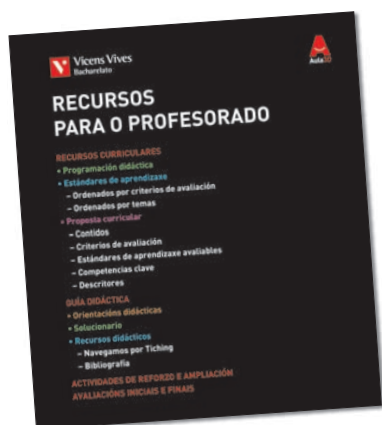 Vicens Vives
Bacharelato
Aula3D
RECURSOS
PARA O PROFESORADO
RECURSOS CURRICULARES
• Programación didáctica
• Estándares de aprendizaxe
– Ordenados por criterios de avaliación
– Ordenados por temas
• Proposta curricular
– Contidos
– Criterios de avaliación
– Estándares de aprendizaxe avaliables
– Competencias clave
– Descritores
GUÍA DIDÁCTICA
• Orientacións didácticas
• Solucionario
• Recursos didácticos
– Navegamos por Tiching
– Bibliografía
ACTIVIDADES DE REFORZO E AMPLIACIÓN
AVALIACIÓNS INICIAIS E FINAIS